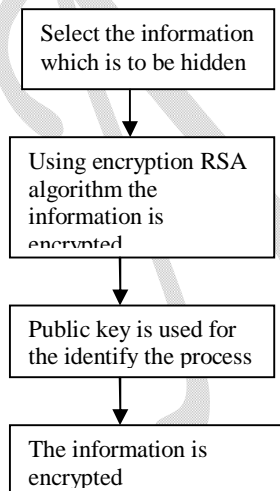 Select the information
which is to be hidden
Using encryption RSA
algorithm the
information is
encrypted
Public key is used for
the identify the process
The information is
encrypted